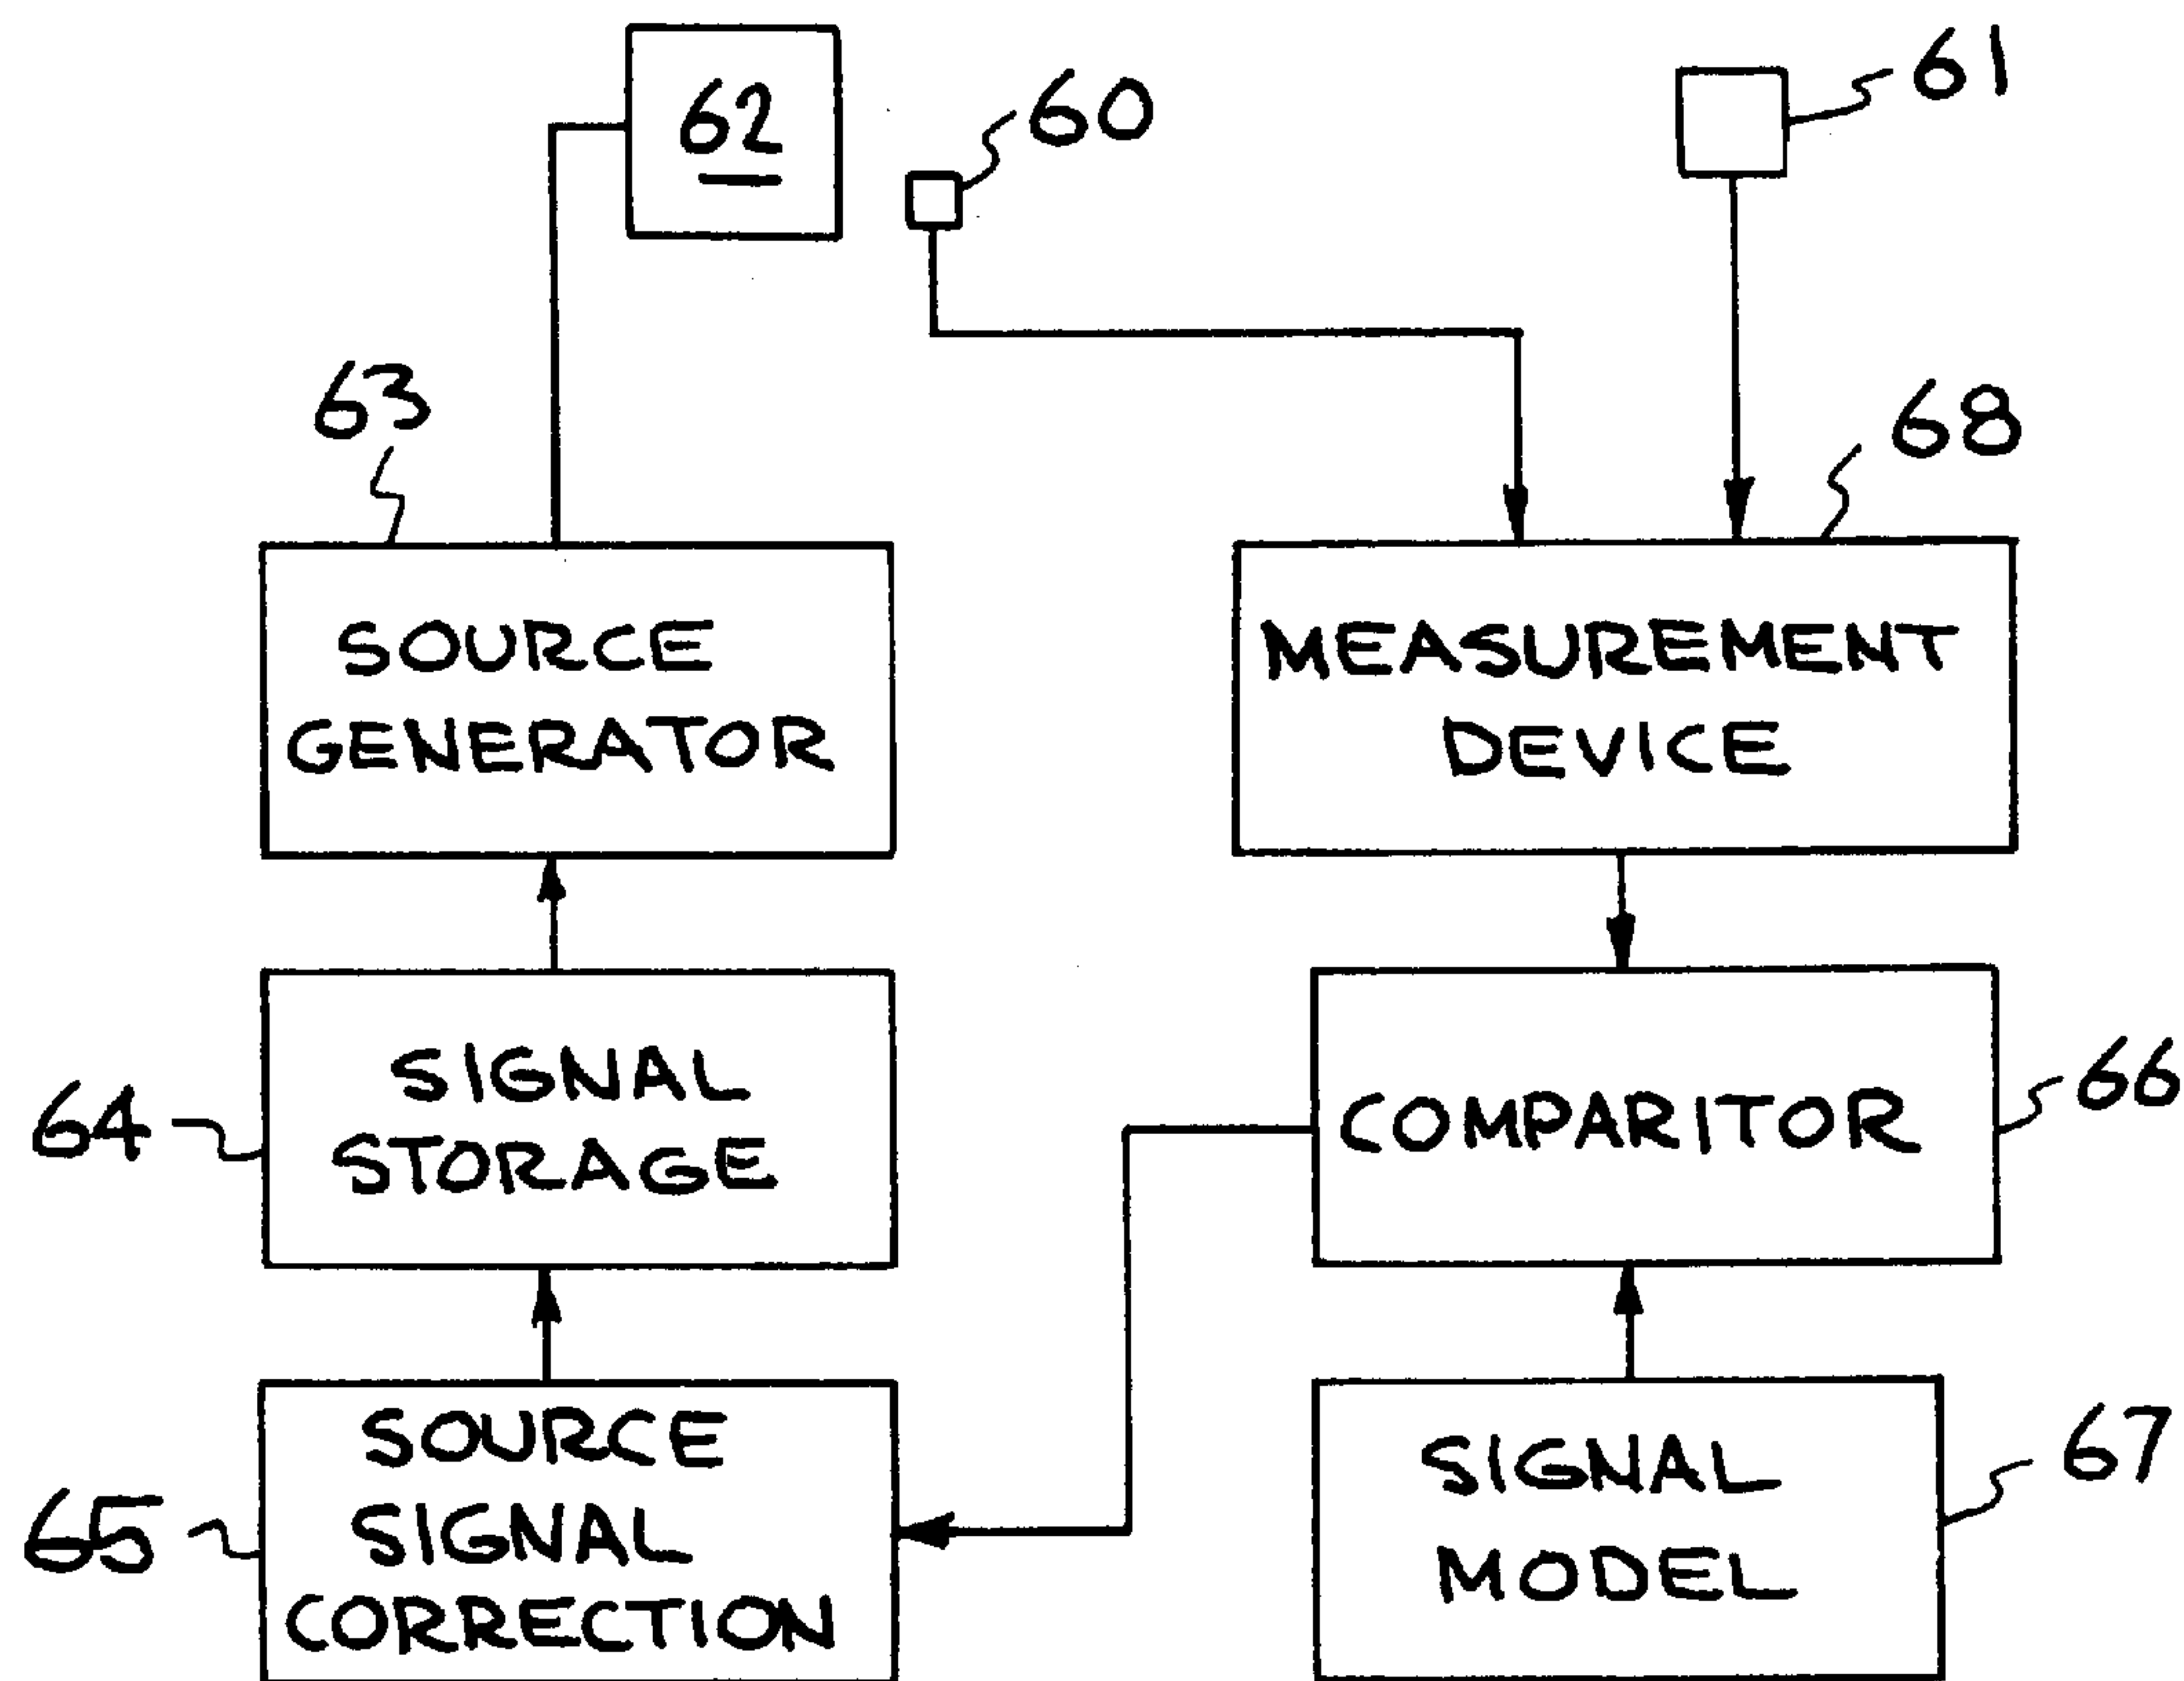 62
60
61
63
68
SOURCE
GENERATOR
MEASUREMENT
DEVICE
64
SIGNAL
STORAGE
COMPARITOR
66
65
SOURCE
SIGNAL
CORRECTION
SIGNAL
MODEL
67